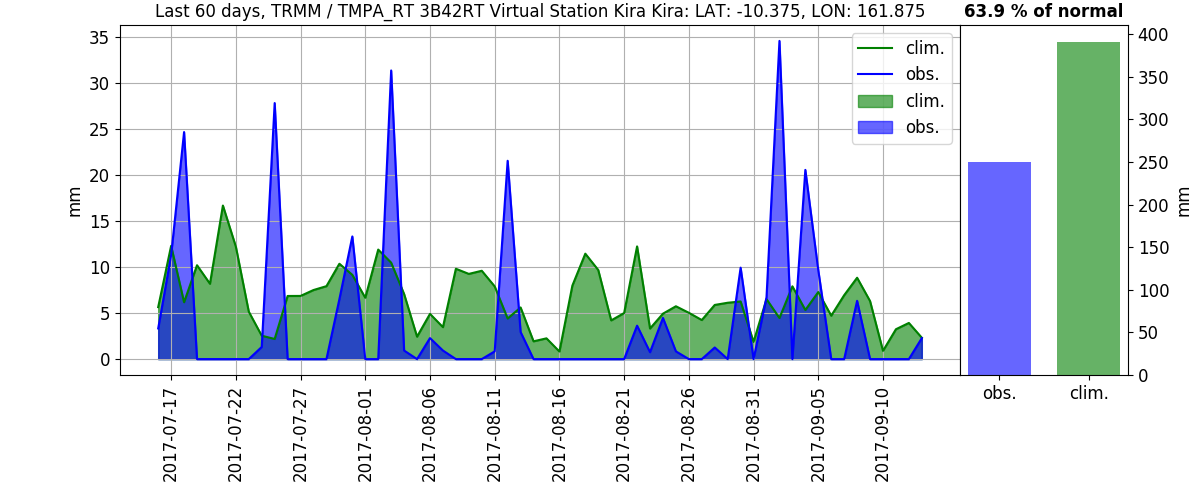 Last 60 days, TRMM / TMPA_RT 3B42RT Virtual Station Kira Kira: LAT: -10.375, LON: 161.875
63.9 % of normal
35
30
25
20
15
10
5
0
mm
clim.
obs.
clim.
obs.
2017-07-17
2017-07-22
2017-07-27
2017-08-01
2017-08-06
2017-08-11
2017-08-16
2017-08-21
2017-08-26
2017-08-31
2017-09-05
2017-09-10
400
350
300
250
200
150
100
50
0
mm
obs.
clim.